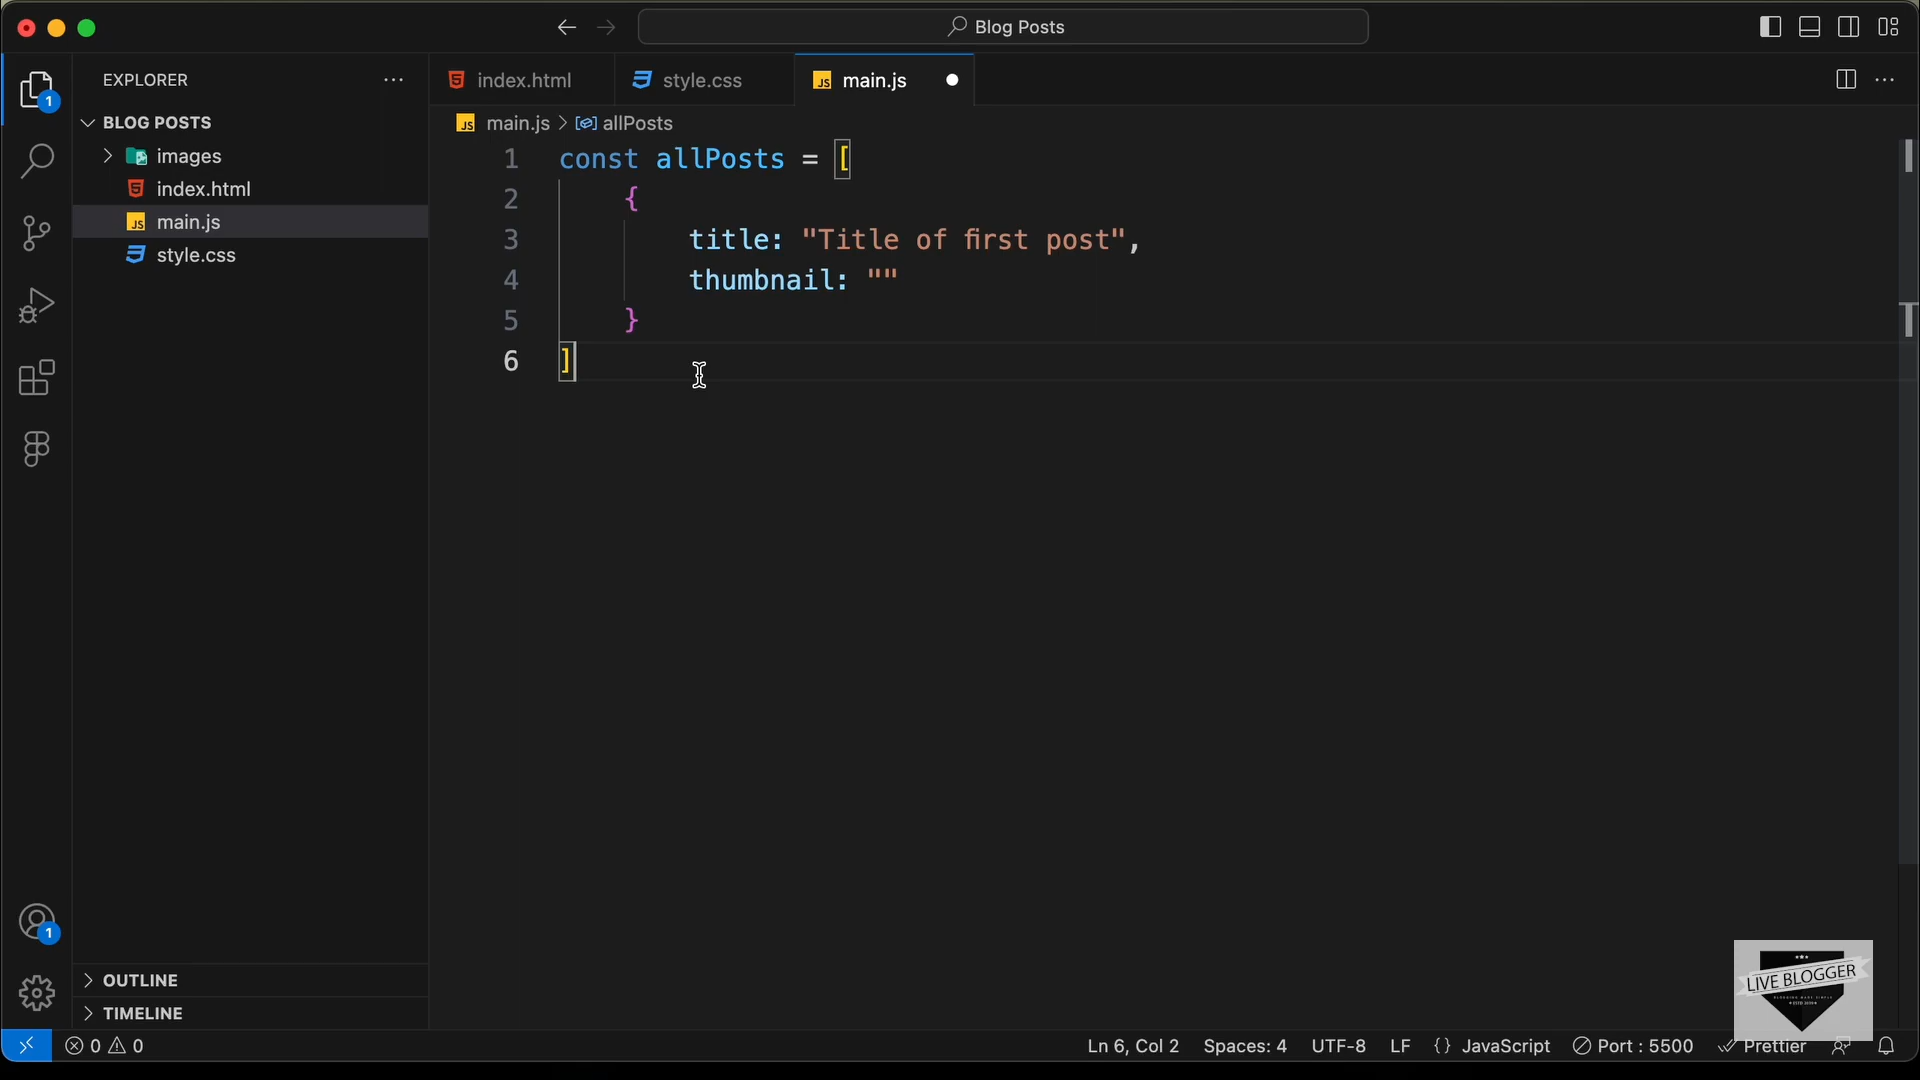 Blog Posts
EXPLORER
index.html
style.css
main.js
BLOG POSTS
main.js > allPosts
images
index.html
main.js
style.css
1 const allPosts = [
2 {
3 title: "Title of first post",
4 thumbnail: ""
5 }
6 ]
1
1
OUTLINE
TIMELINE
LIVE BLOGGER
0 0
Ln 6, Col 2
Spaces: 4
UTF-8
LF
{} JavaScript
Port : 5500
Prettier